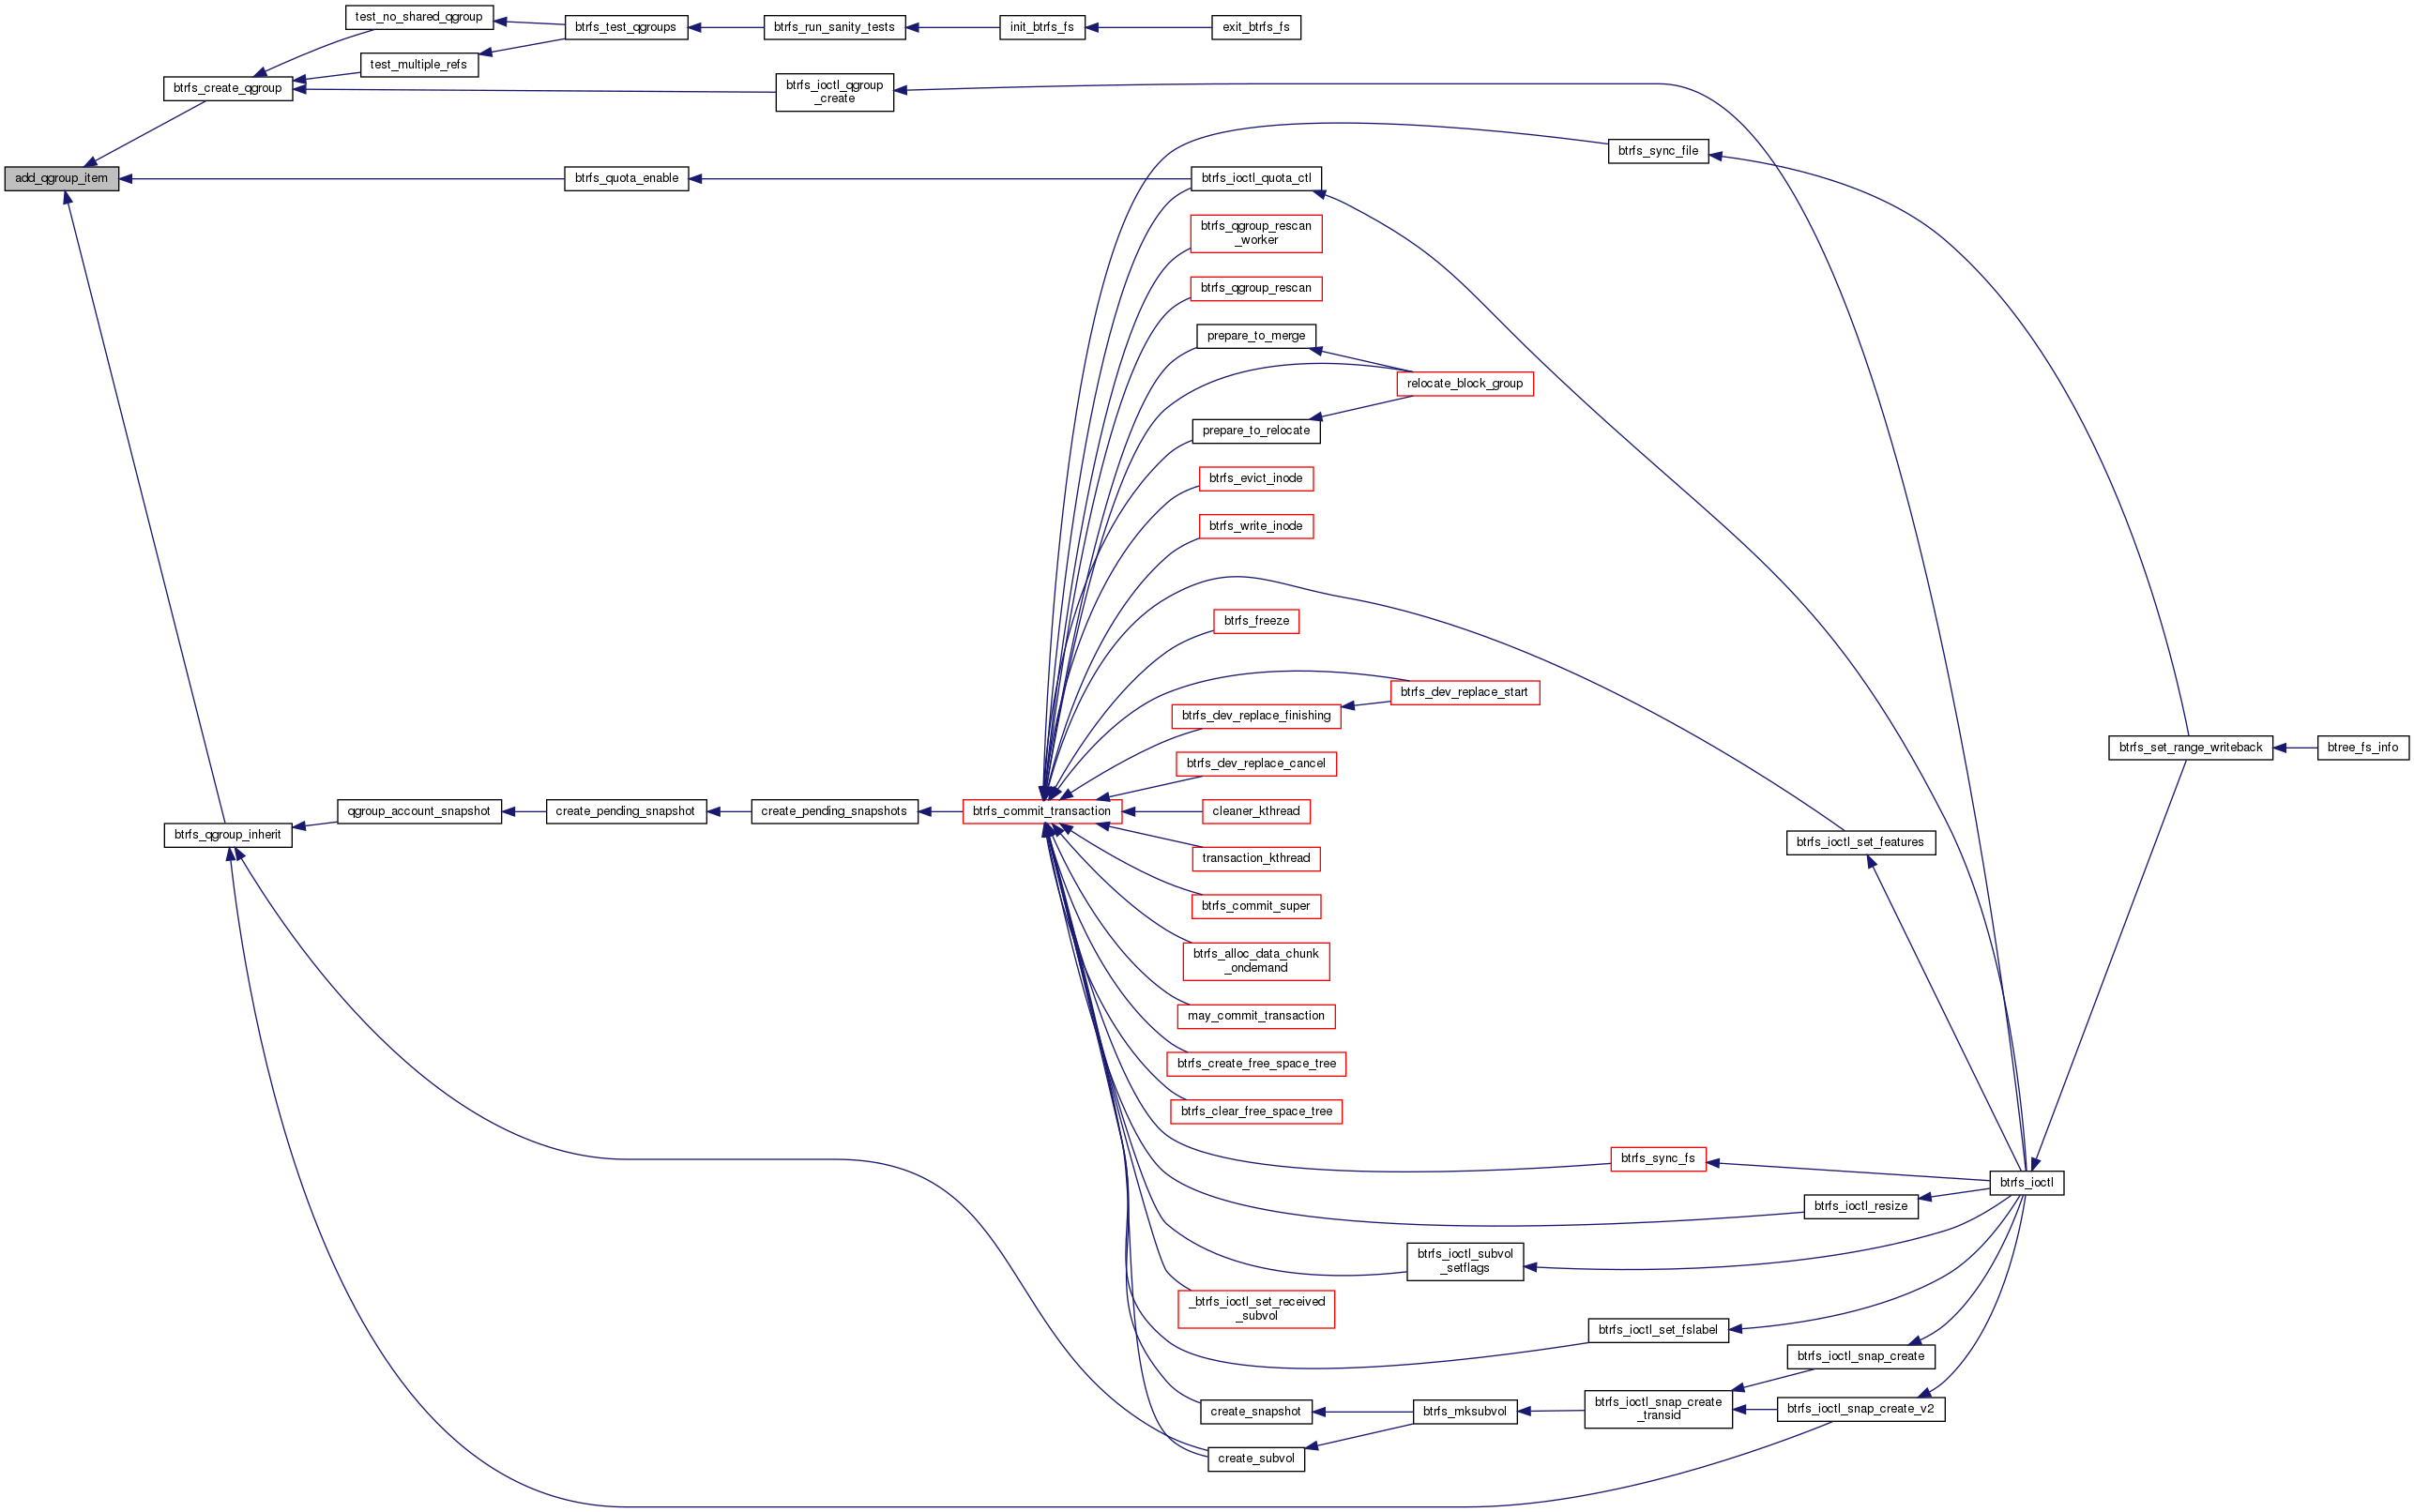 test_no_shared_qgroup
btrfs_test_qgroups
btrfs_run_sanity_tests
init_btrfs_fs
exit_btrfs_fs
test_multiple_refs
btrfs_create_qgroup
btrfs_ioctl_qgroup
_create
btrfs_sync_file
add_qgroup_item
btrfs_quota_enable
btrfs_ioctl_quota_ctl
btrfs_qgroup_rescan
_worker
btrfs_qgroup_rescan
prepare_to_merge
relocate_block_group
prepare_to_relocate
btrfs_evict_inode
btrfs_write_inode
btrfs_freeze
btrfs_dev_replace_start
btrfs_dev_replace_finishing
btrfs_set_range_writeback
btree_fs_info
btrfs_dev_replace_cancel
qgroup_account_snapshot
create_pending_snapshot
create_pending_snapshots
btrfs_commit_transaction
cleaner_kthread
btrfs_qgroup_inherit
btrfs_ioctl_set_features
transaction_kthread
btrfs_commit_super
btrfs_alloc_data_chunk
_ondemand
may_commit_transaction
btrfs_create_free_space_tree
btrfs_clear_free_space_tree
btrfs_sync_fs
btrfs_ioctl
btrfs_ioctl_resize
btrfs_ioctl_subvol
_setflags
_btrfs_ioctl_set_received
_subvol
btrfs_ioctl_set_fslabel
btrfs_ioctl_snap_create
create_snapshot
btrfs_mksubvol
btrfs_ioctl_snap_create
_transid
btrfs_ioctl_snap_create_v2
create_subvol